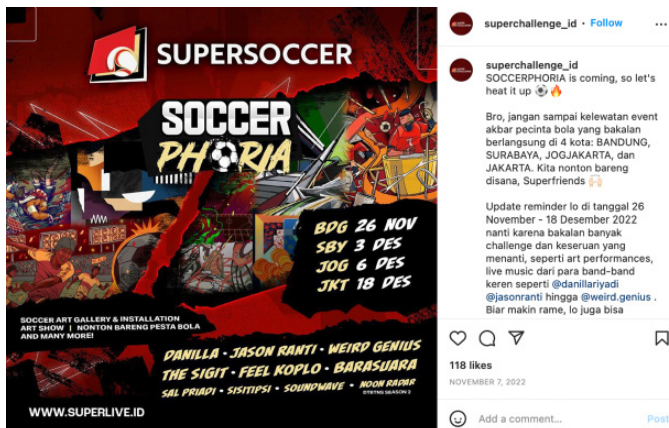 SUPERSOCCER
SOCCER
PHORIA
BDG 26 NOV
SBY 3 DES
JOG 6 DES
JKT 18 DES
SOCCER ART GALLERY & INSTALLATION
ART SHOW | NONTON BARENG PESTA BOLA
AND MANY MORE!
DANILLA - JASON RANTI - WEIRD GENIUS
THE SIGIT - FEEL KOPLO - BARASUARA
SAL PRIADI - SISITIPSI - SOUNDWAVE - NOON RADAR
DTSTNS SEASON 2
WWW.SUPERLIVE.ID
superchallenge_id • Follow ...
superchallenge_id
SOCCERPHORIA is coming, so let's
heat it up ⚽🔥
Bro, jangan sampai kelewatan event
akbar pecinta bola yang bakalan
berlangsung di 4 kota: BANDUNG,
SURABAYA, JOGJAKARTA, dan
JAKARTA. Kita nonton bareng
disana, Superfriends 🙌🏻
Update reminder lo di tanggal 26
November - 18 Desember 2022
nanti karena bakalan banyak
challenge dan keseruan yang
menanti, seperti art performances,
live music dari para band-band
keren seperti @danillariyadi
@jasonranti hingga @weird.genius .
Biar makin rame, lo juga bisa
118 likes
NOVEMBER 7, 2022
Add a comment... Post